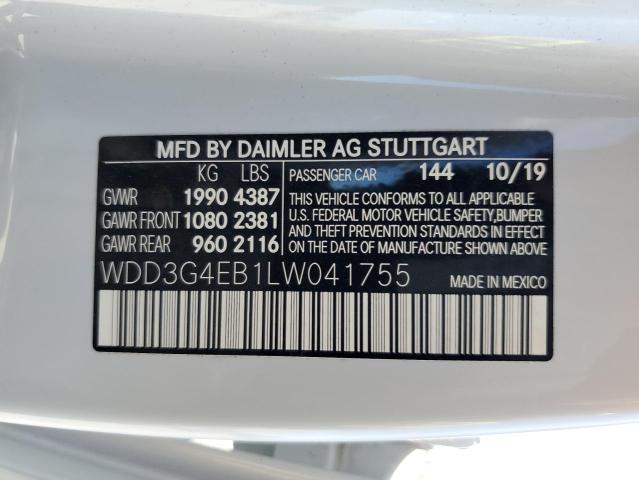 MFD BY DAIMLER AG STUTTGART
KG LBS
GVWR 1990 4387
GAWR FRONT 1080 2381
GAWR REAR 960 2116
PASSENGER CAR 144 10/19
THIS VEHICLE CONFORMS TO ALL APPLICABLE
U.S. FEDERAL MOTOR VEHICLE SAFETY,BUMPER
AND THEFT PREVENTION STANDARDS IN EFFECT
ON THE DATE OF MANUFACTURE SHOWN ABOVE
WDD3G4EB1LW041755
MADE IN MEXICO